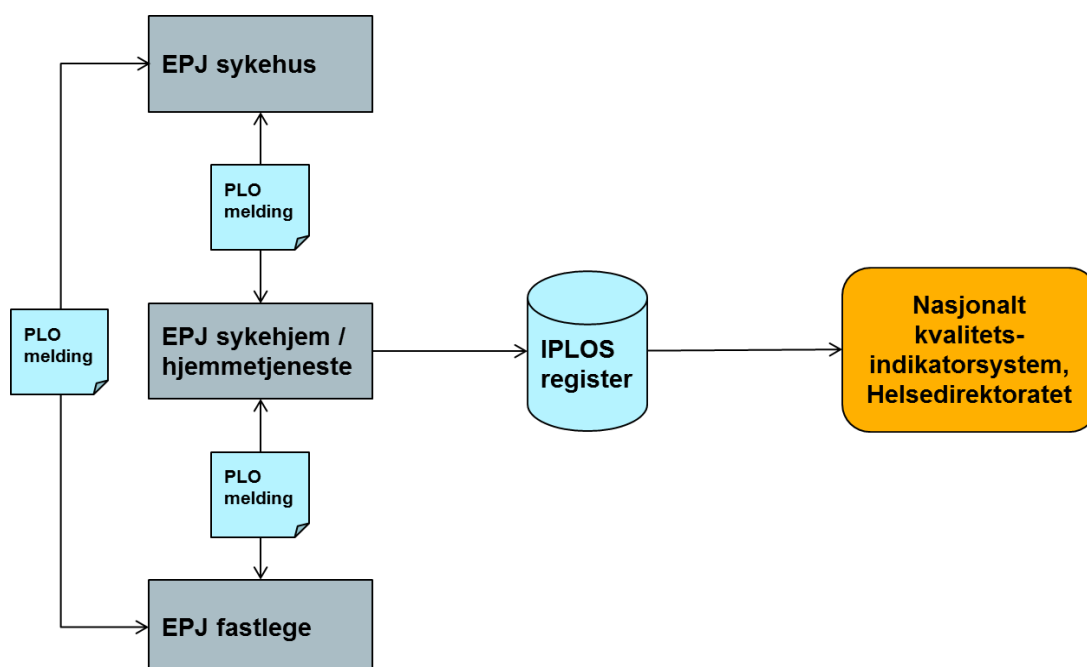 EPJ sykehus
PLO
melding
PLO
melding
EPJ sykehjem /
hjemmetjeneste
IPLOS
register
Nasjonalt
kvalitets-
indikatorsystem,
Helsedirektoratet
PLO
melding
EPJ fastlege